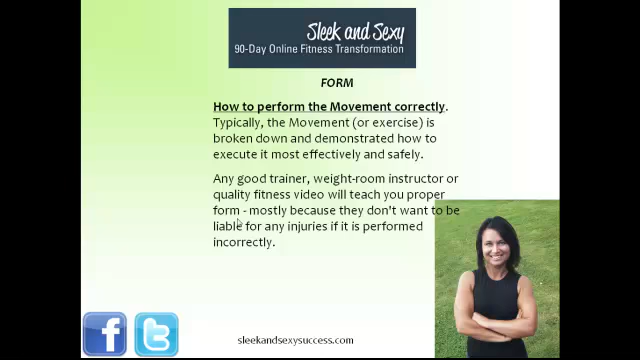 Sleek and Sexy
90-Day Online Fitness Transformation
FORM
How to perform the Movement correctly.
Typically, the Movement (or exercise) is
broken down and demonstrated how to
execute it most effectively and safely.
Any good trainer, weight-room instructor or
quality fitness video will teach you proper
form - mostly because they don't want to be
liable for any injuries if it is performed
incorrectly.
sleekandsexysuccess.com